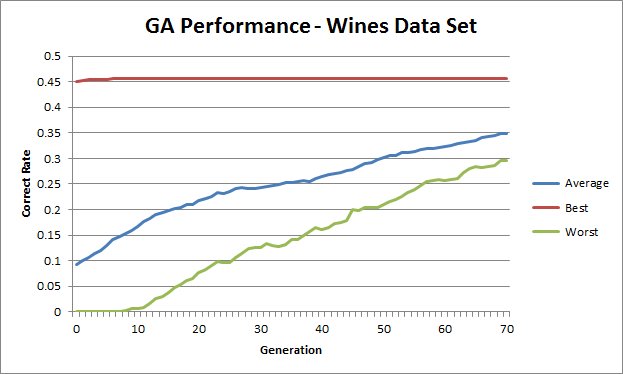 GA Performance - Wines Data Set
0.5
0.45
0.4
0.35
0.3
0.25
0.2
0.15
0.1
0.05
0
Correct Rate
0 10 20 30 40 50 60 70
Generation
Average
Best
Worst